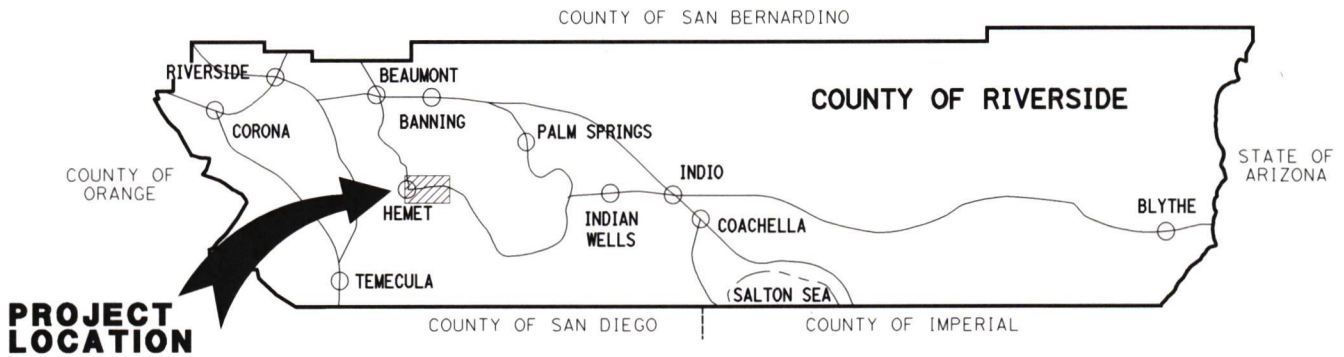 COUNTY OF SAN BERNARDINO
RIVERSIDE
BEAUMONT
COUNTY OF RIVERSIDE
CORONA
BANNING
PALM SPRINGS
COUNTY OF
ORANGE
STATE OF
ARIZONA
INDIO
HEMET
INDIAN
WELLS
COACHELLA
BLYTHE
TEMECULA
SALTON SEA
PROJECT
LOCATION
COUNTY OF SAN DIEGO
COUNTY OF IMPERIAL